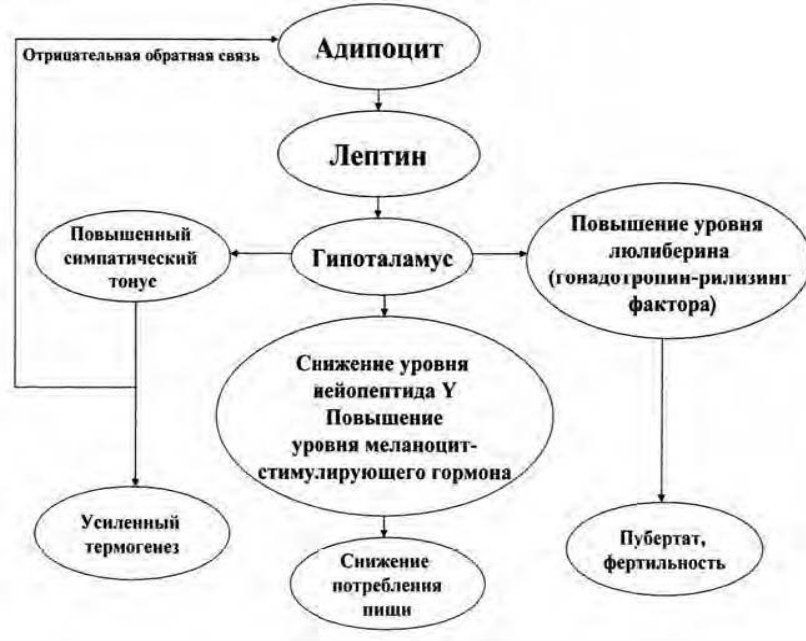 Адипоцит
Отрицательная обратная связь
Лептин
Повышенный
симпатический
тонус
Гипоталамус
Повышение уровня
люлиберина
(гонадотропин-рилизинг
фактора)
Снижение уровня
нейопептида Y
Повышение
уровня меланоцит-
стимулирующего гормона
Усиленный
термогенез
Снижение
потребления
пищи
Пубертат,
фертильность